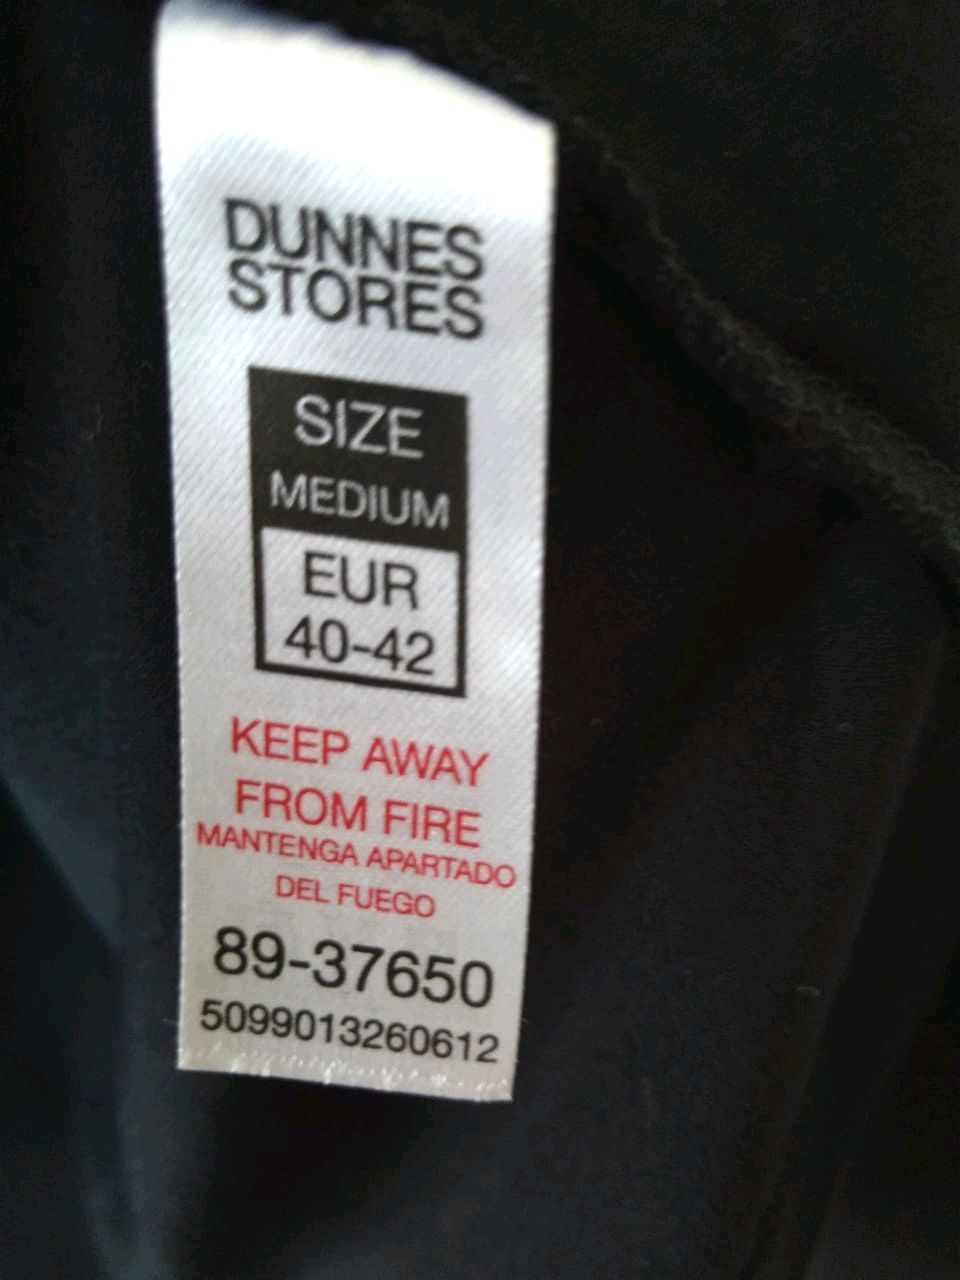 DUNNES
STORES
SIZE
MEDIUM
EUR
40-42
KEEP AWAY
FROM FIRE
MANTENGA APARTADO
DEL FUEGO
89-37650
5099013260612